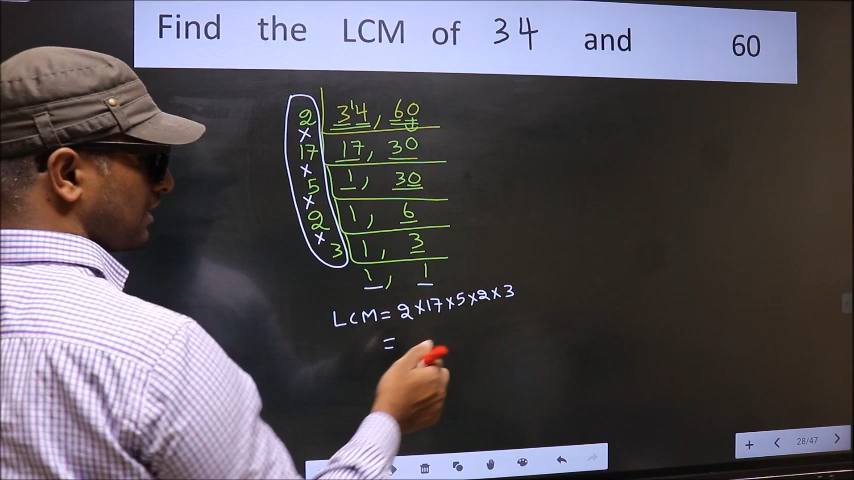 Find the LCM of 34 and 60
2 34, 60
×
17 17, 30
×
5 1, 30
×
2 1, 6
×
3 1, 3
1, 1
LCM = 2×17×5×2×3
=
28/47